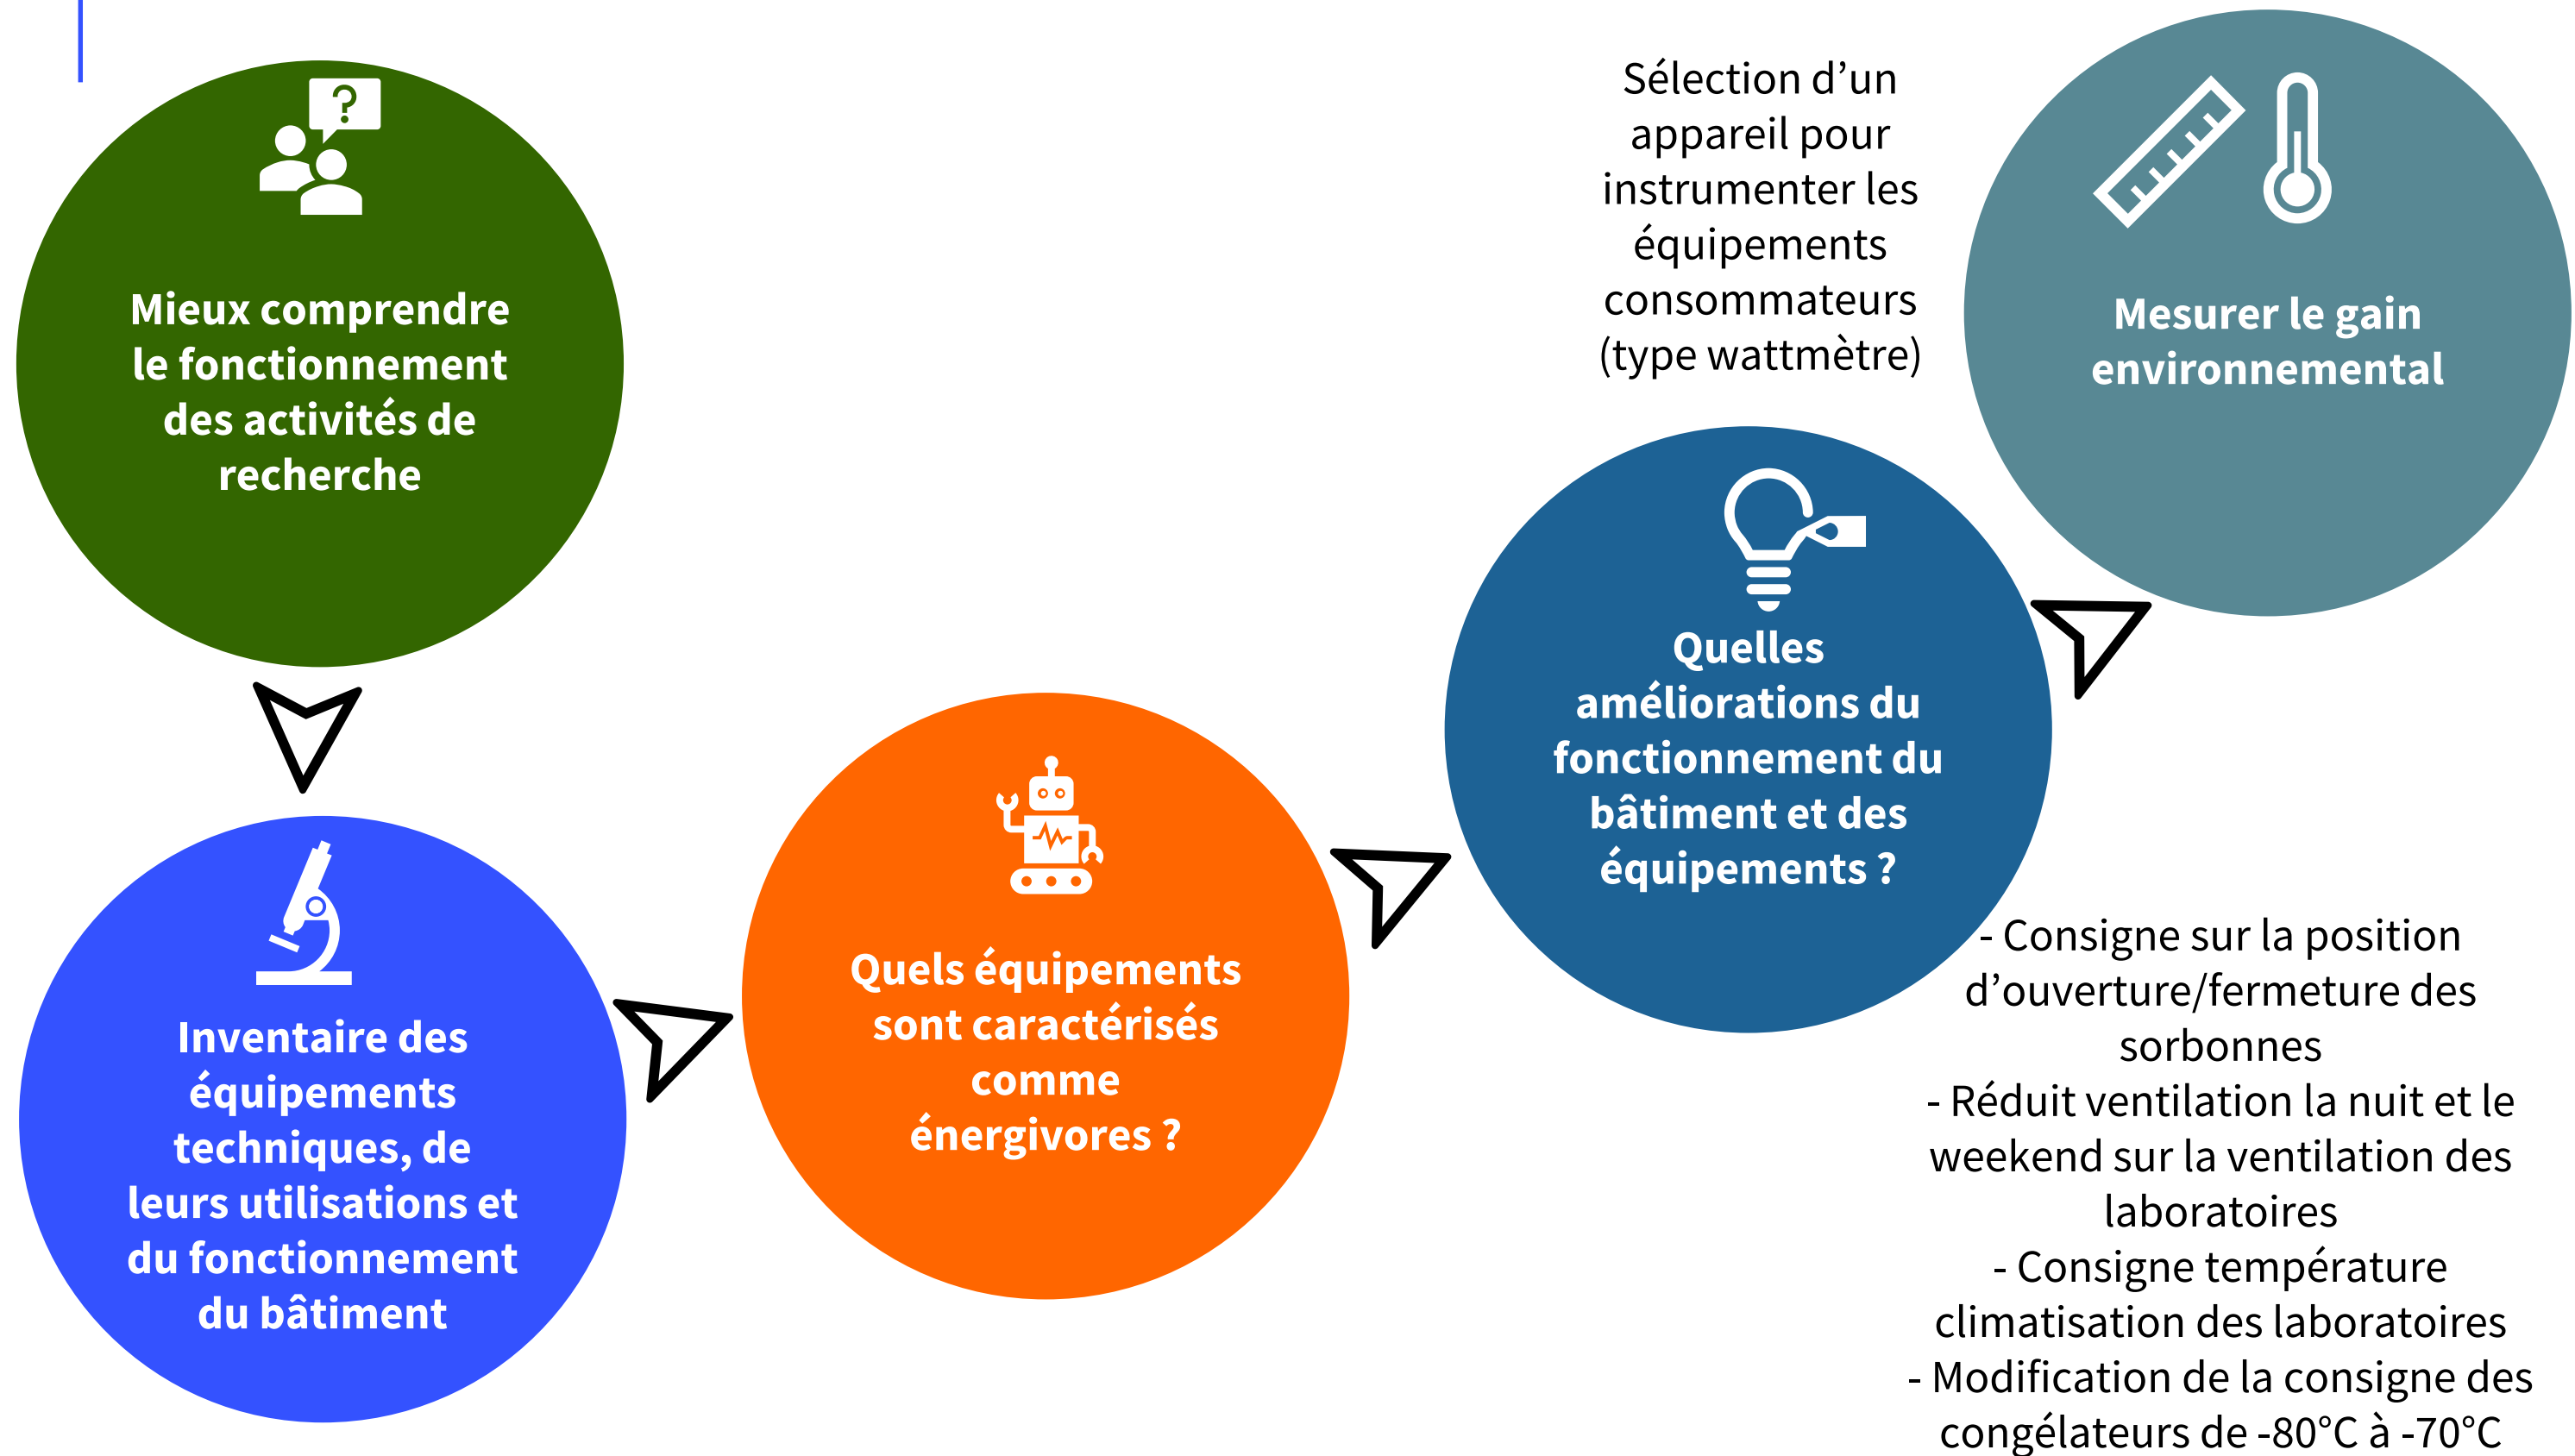 ?
Mieux comprendre
le fonctionnement
des activités de
recherche
Inventaire des
équipements
techniques, de
leurs utilisations et
du fonctionnement
du bâtiment
Quels équipements
sont caractérisés
comme
énergivores ?
Quelles
améliorations du
fonctionnement du
bâtiment et des
équipements ?
Sélection d’un
appareil pour
instrumenter les
équipements
consommateurs
(type wattmètre)
Mesurer le gain
environnemental
- Consigne sur la position
d’ouverture/fermeture des
sorbonnes
- Réduit ventilation la nuit et le
weekend sur la ventilation des
laboratoires
- Consigne température
climatisation des laboratoires
- Modification de la consigne des
congélateurs de -80°C à -70°C